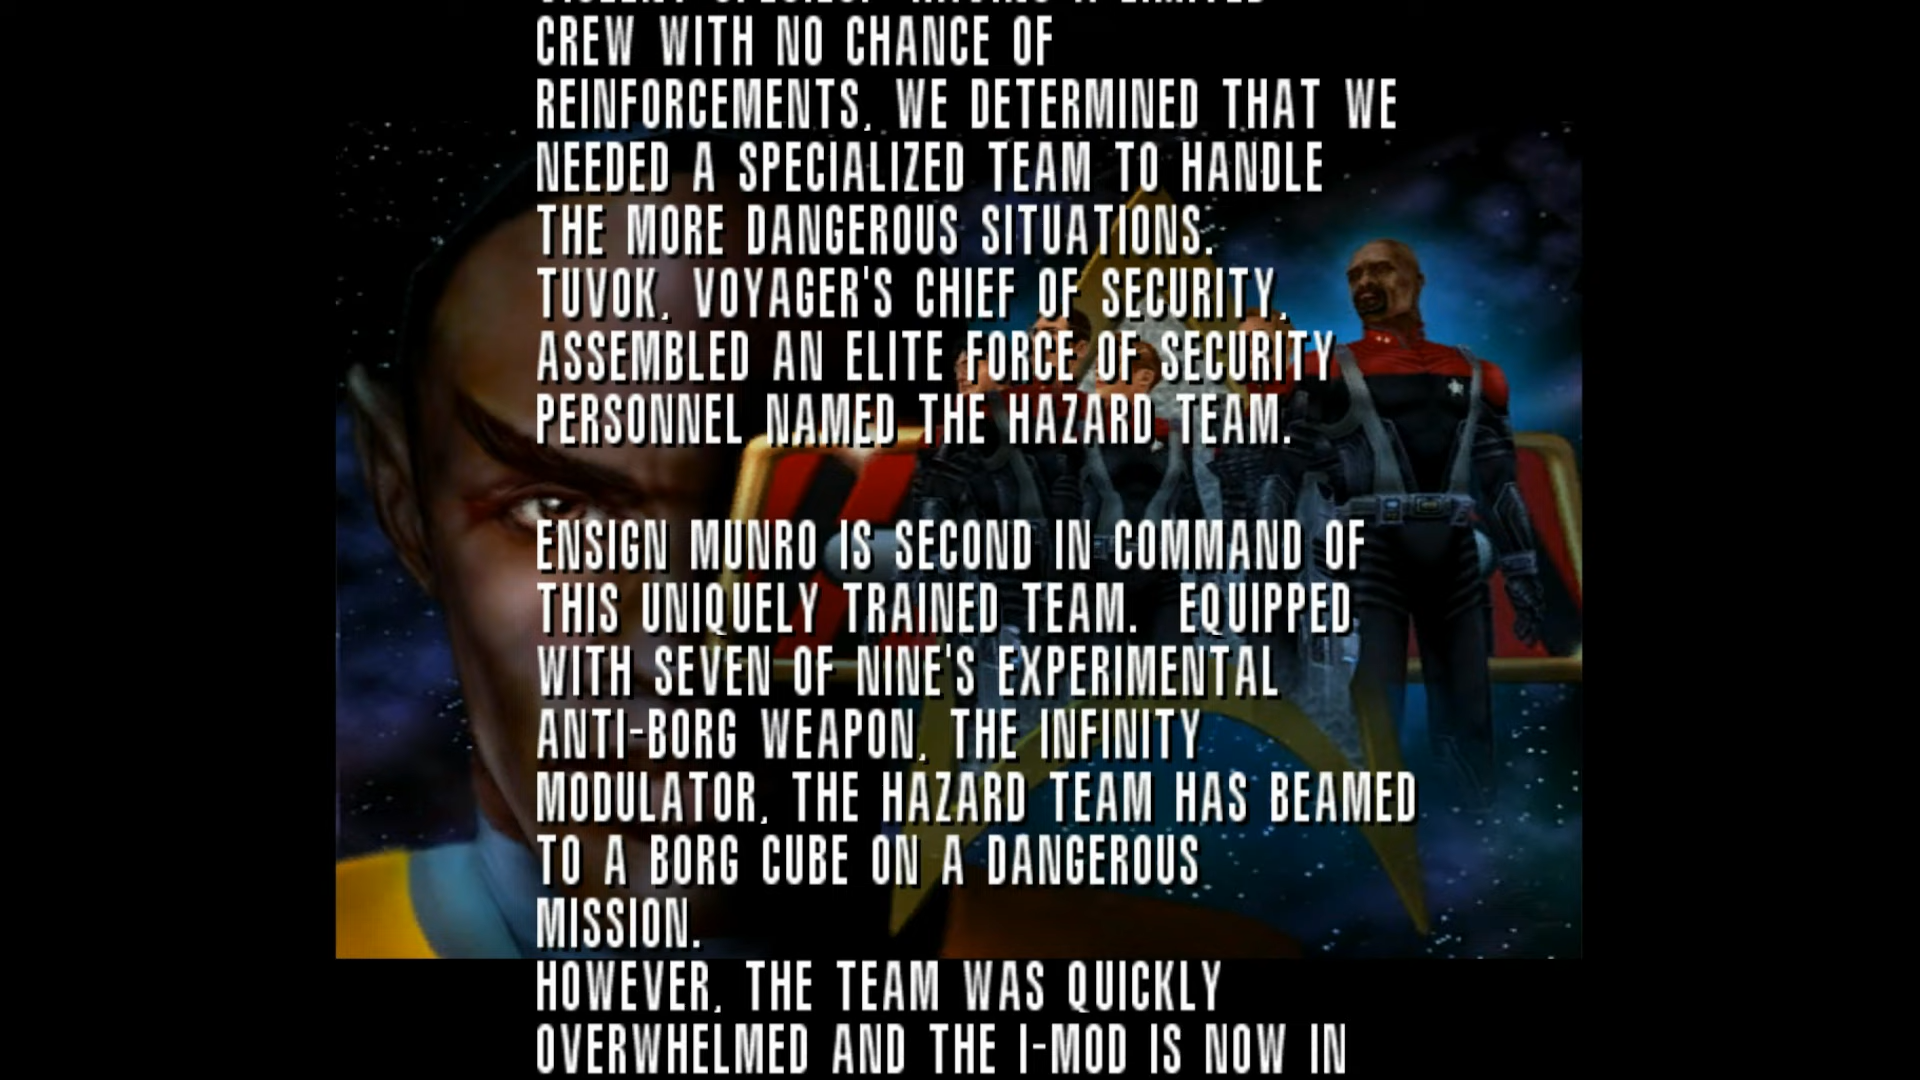 CREW WITH NO CHANCE OF
REINFORCEMENTS, WE DETERMINED THAT WE
NEEDED A SPECIALIZED TEAM TO HANDLE
THE MORE DANGEROUS SITUATIONS.
TUVOK, VOYAGER'S CHIEF OF SECURITY,
ASSEMBLED AN ELITE FORCE OF SECURITY
PERSONNEL NAMED THE HAZARD TEAM.
ENSIGN MUNRO IS SECOND IN COMMAND OF
THIS UNIQUELY TRAINED TEAM.  EQUIPPED
WITH SEVEN OF NINE'S EXPERIMENTAL
ANTI-BORG WEAPON, THE INFINITY
MODULATOR, THE HAZARD TEAM HAS BEAMED
TO A BORG CUBE ON A DANGEROUS
MISSION.
HOWEVER, THE TEAM WAS QUICKLY
OVERWHELMED AND THE I-MOD IS NOW IN